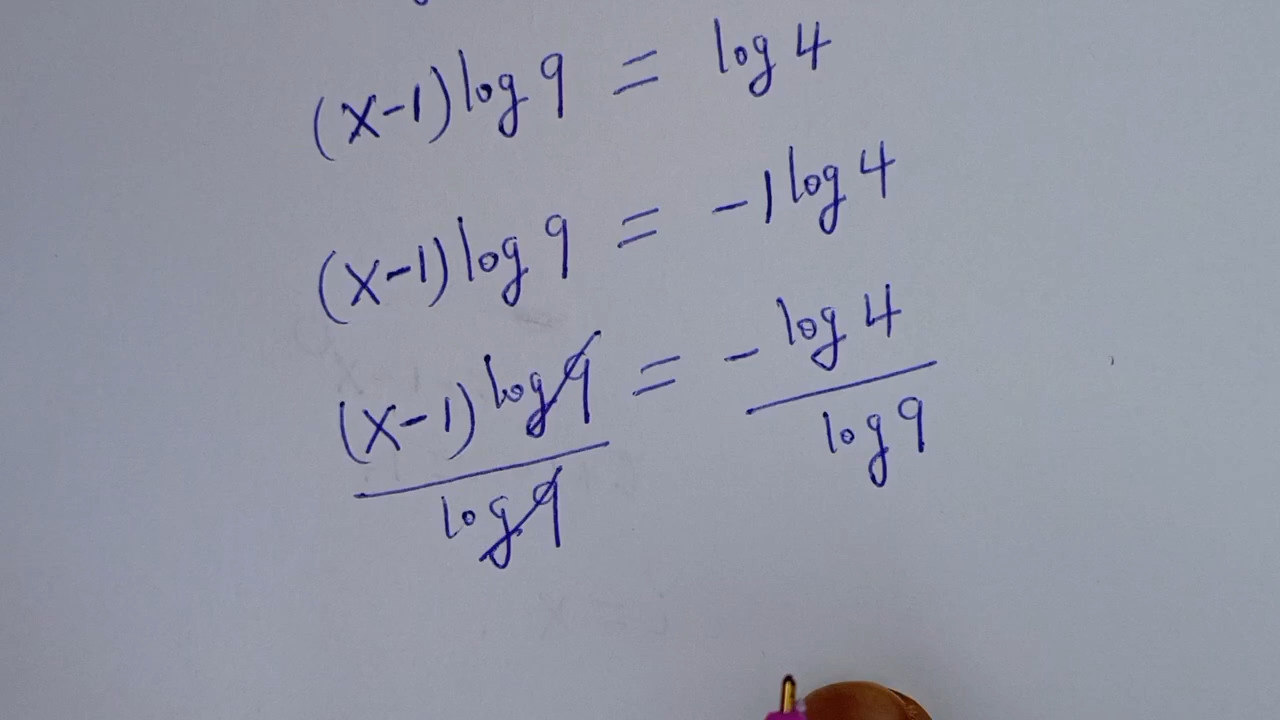 (x-1) log 9 = log 4
(x-1) log 9 = -1 log 4
(x-1) log 9 / log 9 = - log 4 / log 9